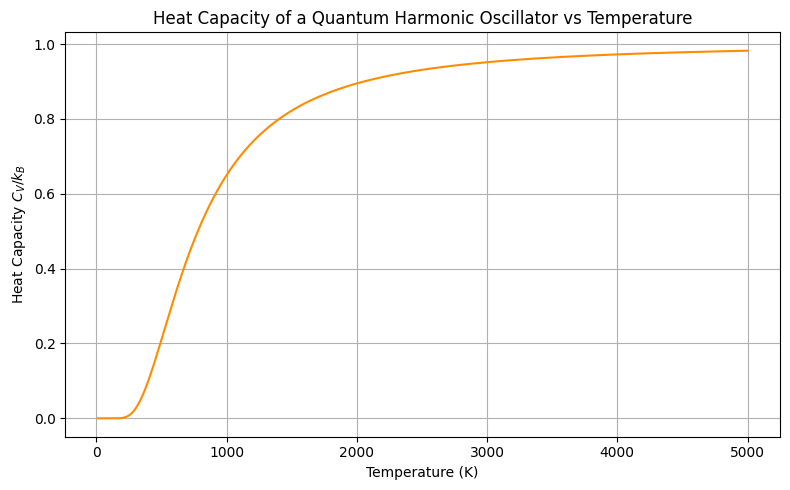 Heat Capacity of a Quantum Harmonic Oscillator vs Temperature
Heat Capacity $C_V/k_B$
1.0
0.8
0.6
0.4
0.2
0.0
0 1000 2000 3000 4000 5000
Temperature (K)